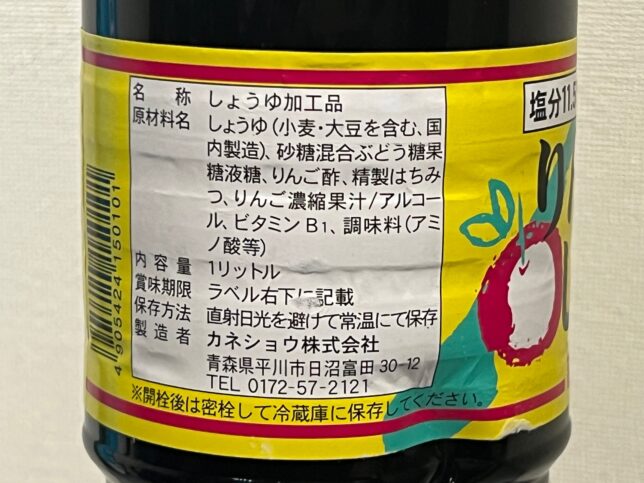 名称 しょうゆ加工品
原材料名 しょうゆ(小麦・大豆を含む、国
内製造)、砂糖混合ぶどう糖果
糖液糖、りんご酢、精製はちみ
つ、りんご濃縮果汁/アルコー
ル、ビタミンB₁、調味料(アミ
ノ酸等)
内容量 1リットル
賞味期限 ラベル右下に記載
保存方法 直射日光を避けて常温にて保存
製造者 カネショウ株式会社
青森県平川市日沼富田30-12
TEL 0172-57-2121
※開栓後は密栓して冷蔵庫に保存してください。
4905424150101
塩分11.5
り